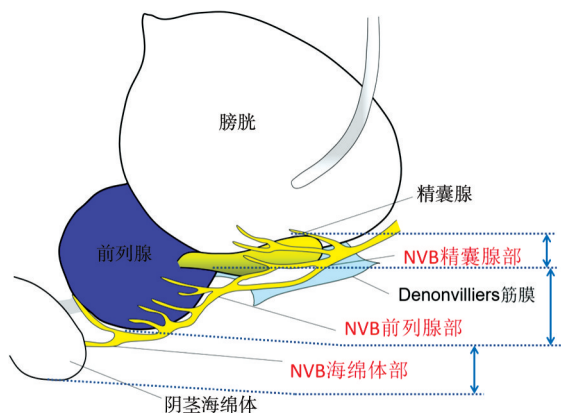 膀胱
精囊腺
前列腺
NVB精囊腺部
Denonvilliers筋膜
NVB前列腺部
NVB海绵体部
阴茎海绵体